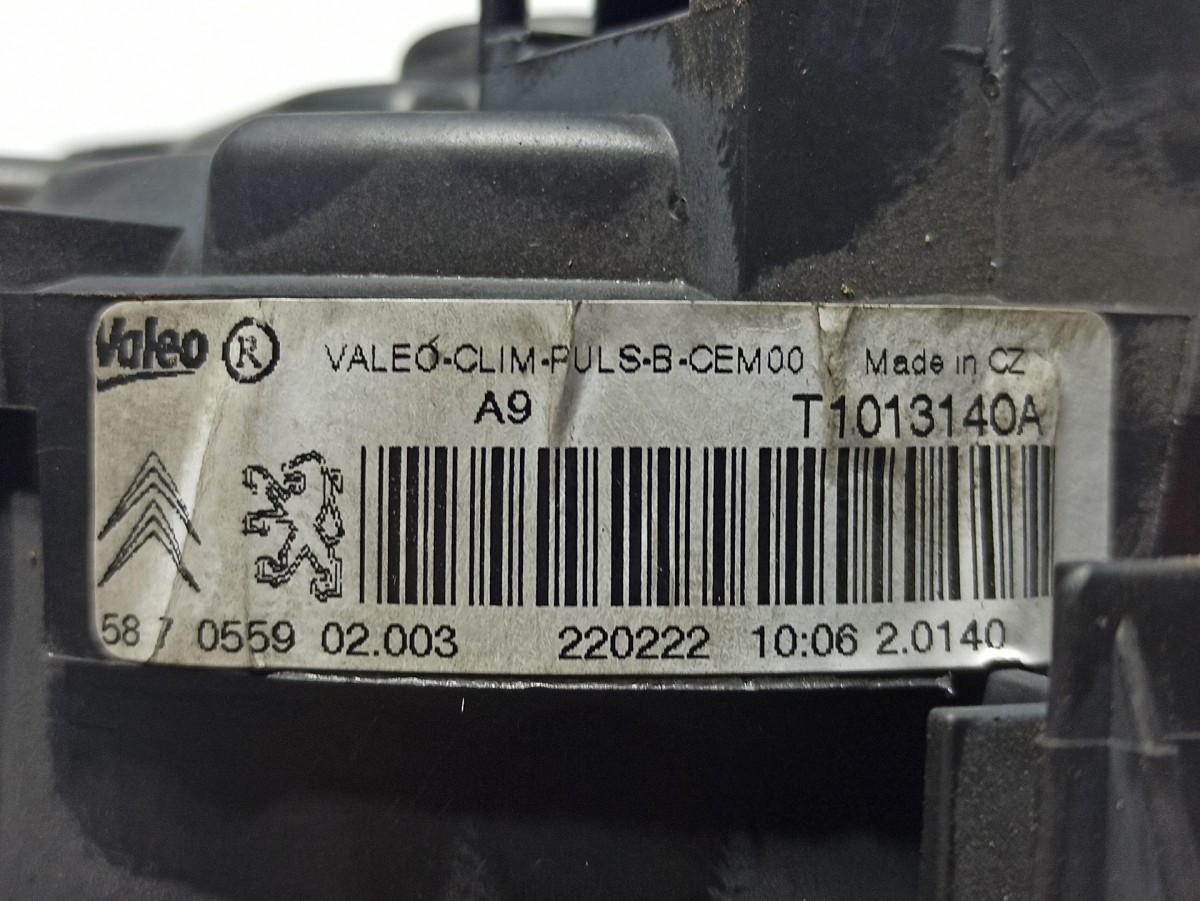 Valeo ® VALEO-CLIM-PULS-B-CEM00 Made in CZ
A9 T1013140A
58 7 0559 02.003 220222 10:06 2.0140